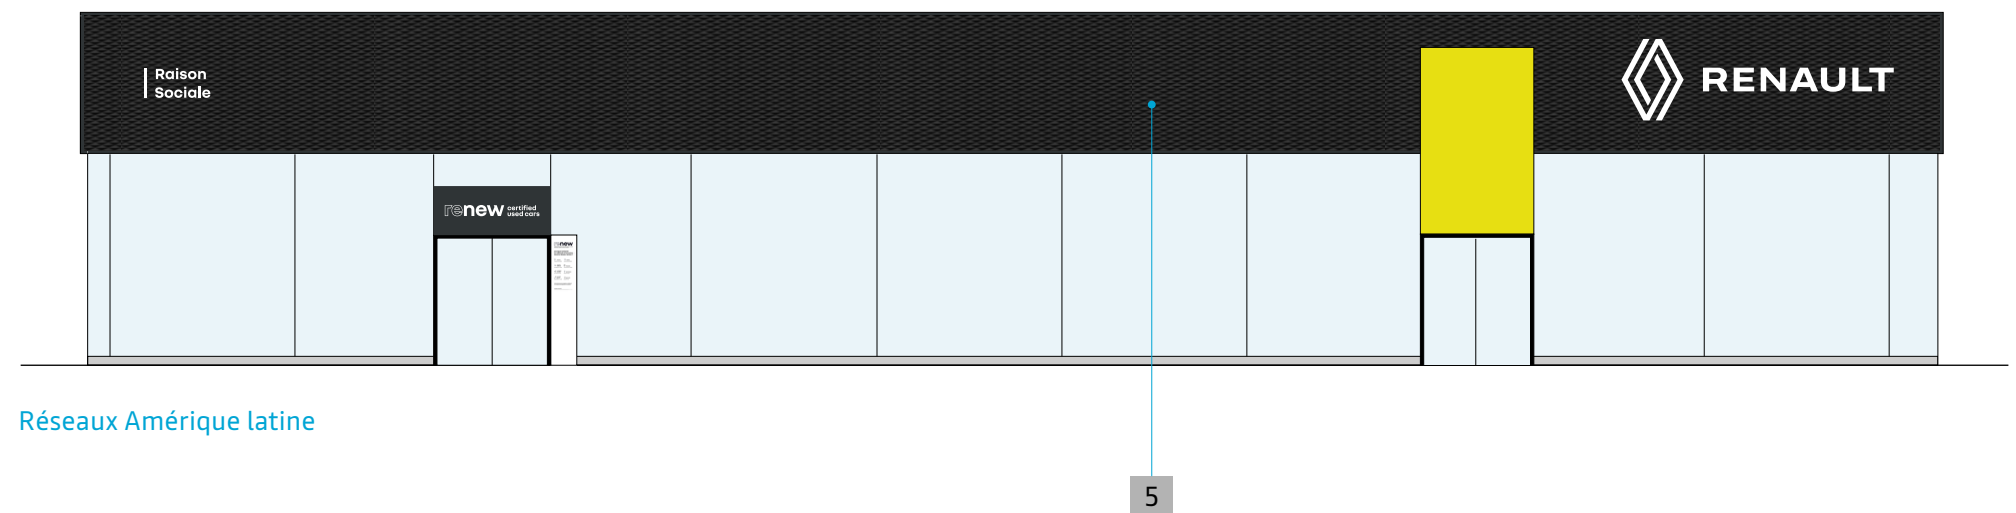 Raison
Sociale
RENAULT
renew certified
used cars
renew
Réseaux Amérique latine
5